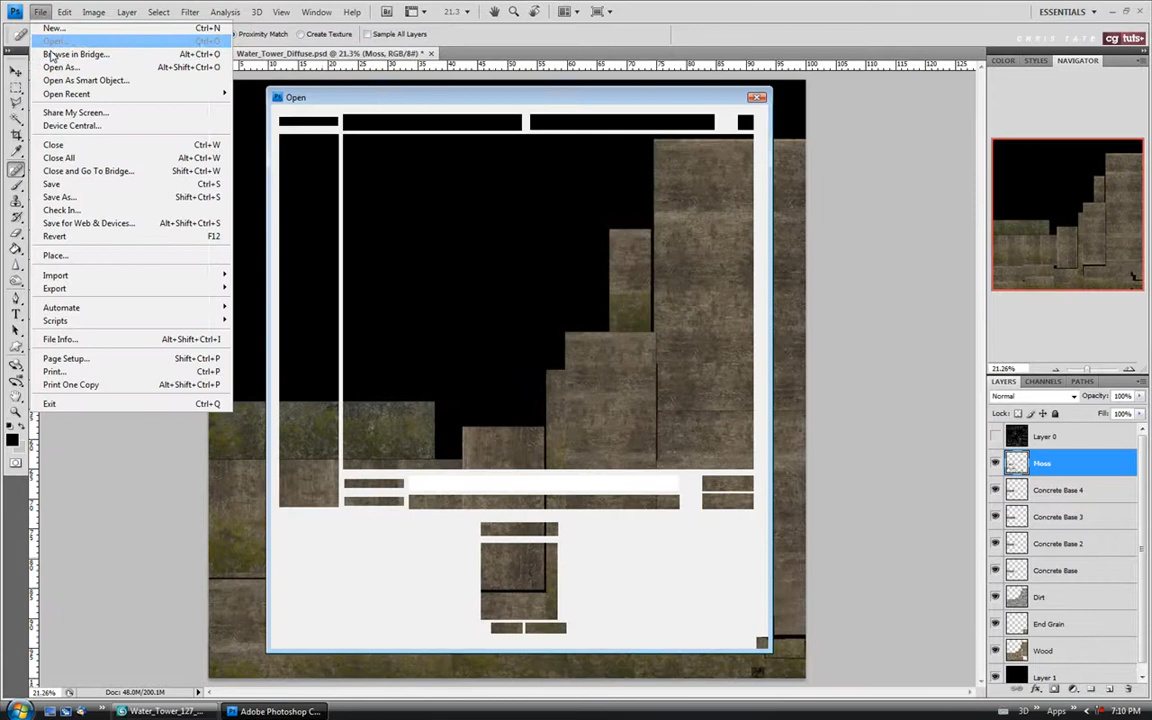 Ps File Edit Image Layer Select Filter Analysis 3D View Window Help Br 21.3 ESSENTIALS
Proximity Match Create Texture Sample All Layers
cgtuts+
Water_Tower_Diffuse.psd @ 21.3% (Moss, RGB/8#) * ×
COLOR STYLES NAVIGATOR
New... Ctrl+N
Open... Ctrl+O
Browse in Bridge... Alt+Ctrl+O
Open As... Alt+Shift+Ctrl+O
Open As Smart Object...
Open Recent
Share My Screen...
Device Central...
Close Ctrl+W
Close All Alt+Ctrl+W
Close and Go To Bridge... Shift+Ctrl+W
Save Ctrl+S
Save As... Shift+Ctrl+S
Check In...
Save for Web & Devices... Alt+Shift+Ctrl+S
Revert F12
Place...
Import
Export
Automate
Scripts
File Info... Alt+Shift+Ctrl+I
Page Setup... Shift+Ctrl+P
Print... Ctrl+P
Print One Copy Alt+Shift+Ctrl+P
Exit Ctrl+Q
Open
21.26%
LAYERS CHANNELS PATHS
Normal Opacity: 100%
Lock: Fill: 100%
Layer 0
Moss
Concrete Base 4
Concrete Base 3
Concrete Base 2
Concrete Base
Dirt
End Grain
Wood
Layer 1
21.26% Doc: 48.0M/200.1M
Water_Tower_127_... Adobe Photoshop C... 3D Apps 7:10 PM